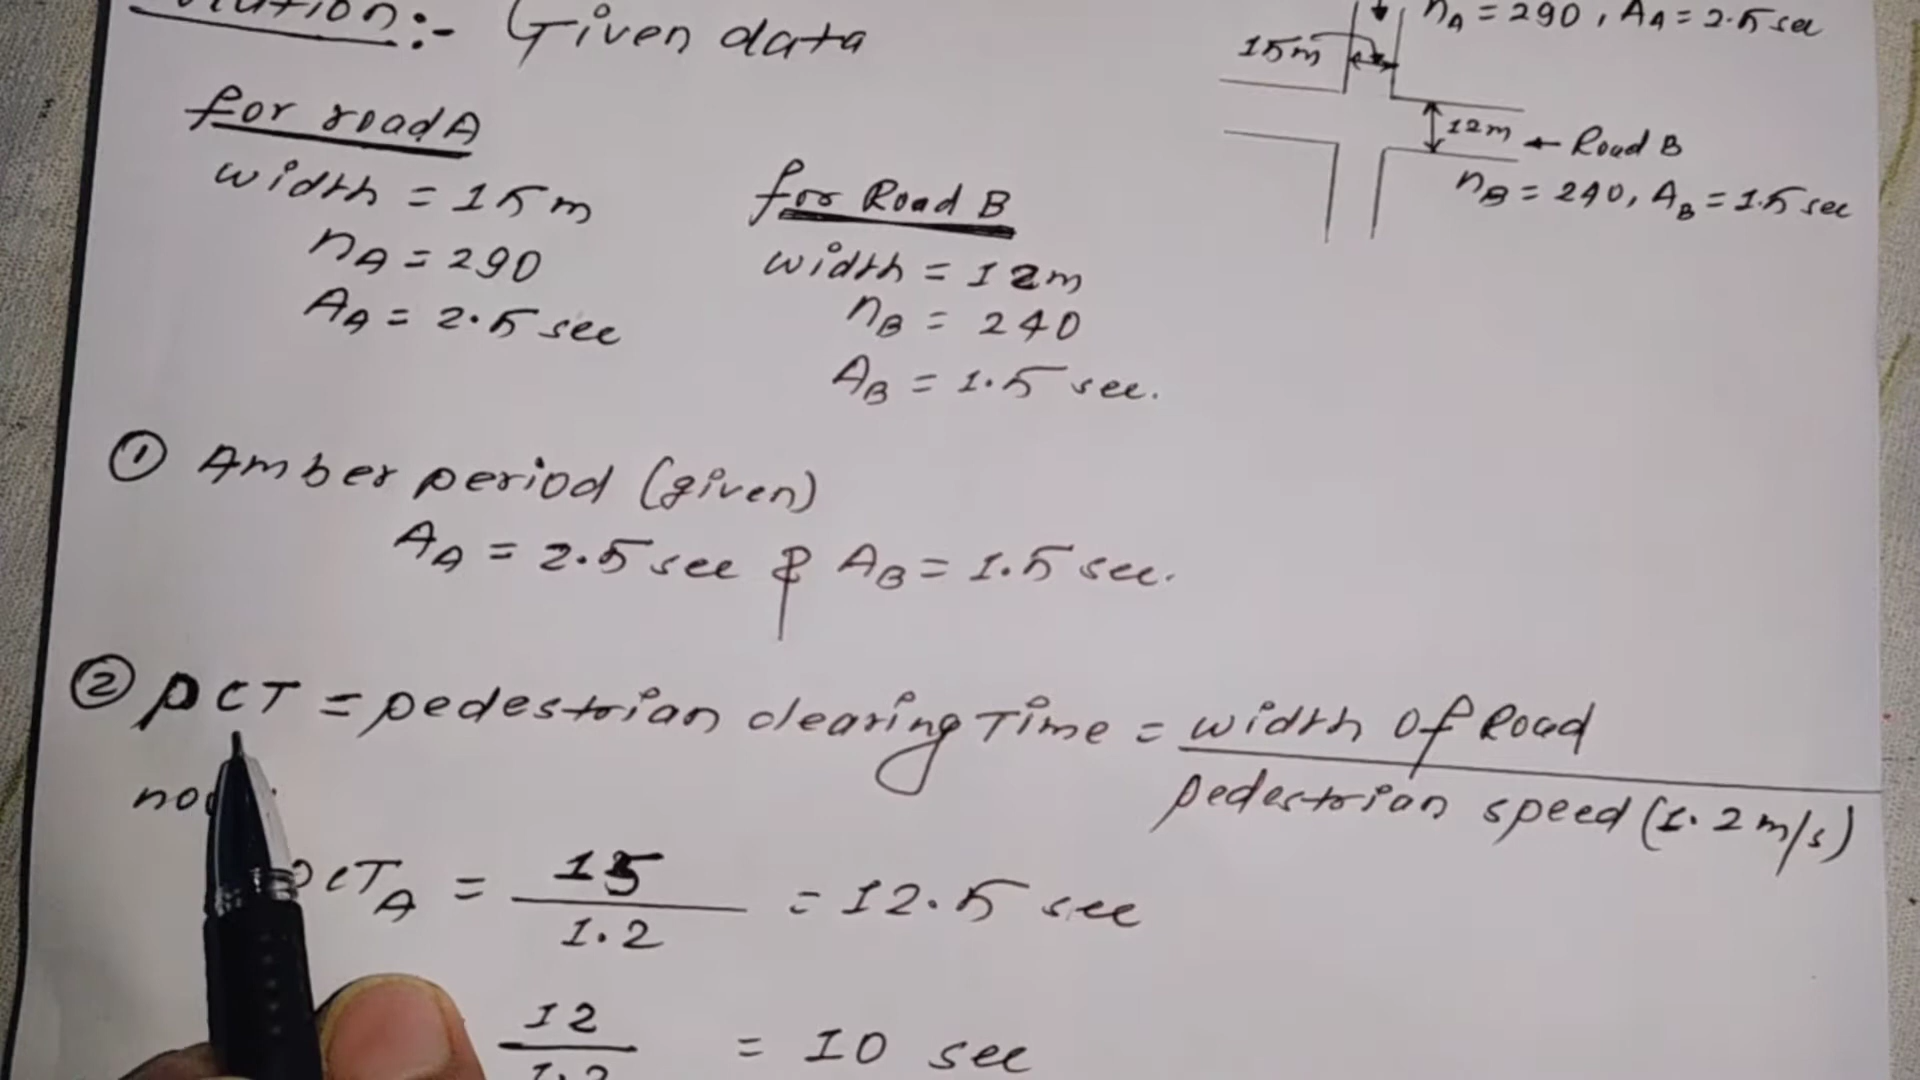 :- Given data
for road A
width = 15 m
nA = 290
AA = 2.5 sec
for Road B
width = 12m
nB = 240
AB = 1.5 sec.
nA = 290, AA = 2.5 sec
15m
12m ← Road B
nB = 240, AB = 1.5 sec
① Amber period (given)
AA = 2.5 sec & AB = 1.5 sec.
② PCT = pedestrian clearing Time = width of Road
pedestrian speed (1.2 m/s)
PCTA = 15
1.2
= 12.5 sec
12
1.2
= 10 sec